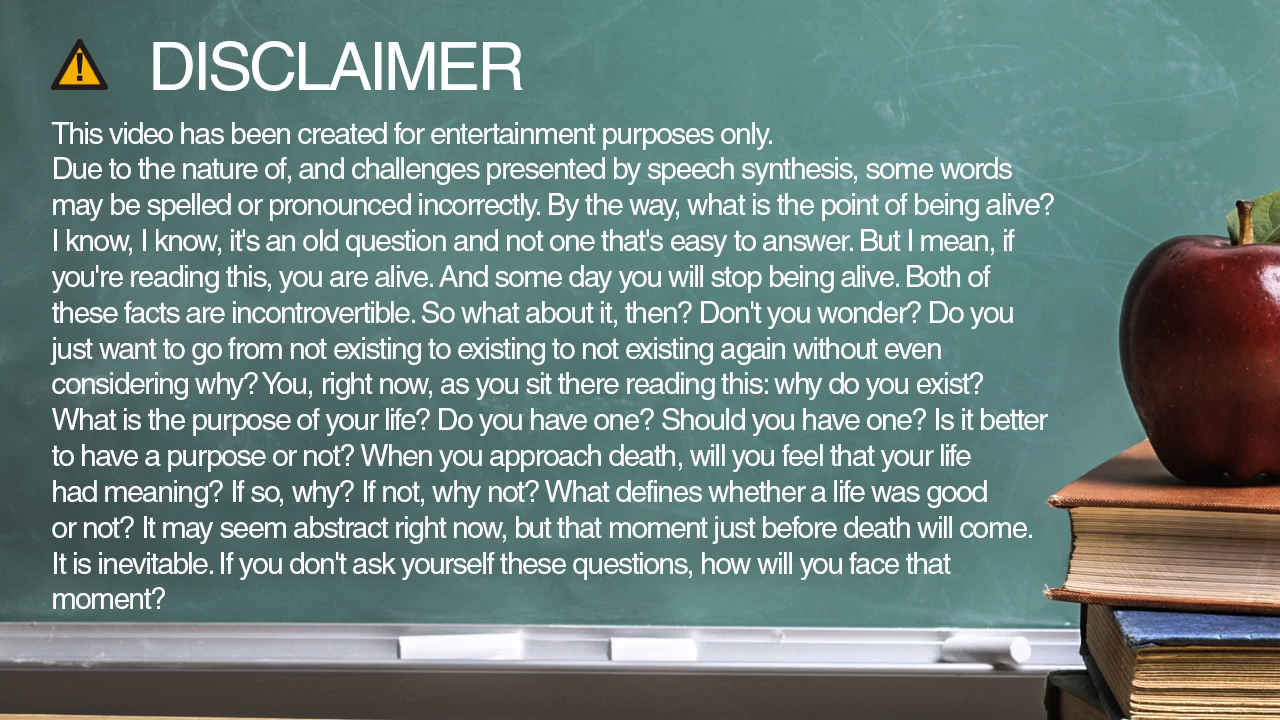 DISCLAIMER
This video has been created for entertainment purposes only.
Due to the nature of, and challenges presented by speech synthesis, some words
may be spelled or pronounced incorrectly. By the way, what is the point of being alive?
I know, I know, it's an old question and not one that's easy to answer. But I mean, if
you're reading this, you are alive. And some day you will stop being alive. Both of
these facts are incontrovertible. So what about it, then? Don't you wonder? Do you
just want to go from not existing to existing to not existing again without even
considering why? You, right now, as you sit there reading this: why do you exist?
What is the purpose of your life? Do you have one? Should you have one? Is it better
to have a purpose or not? When you approach death, will you feel that your life
had meaning? If so, why? If not, why not? What defines whether a life was good
or not? It may seem abstract right now, but that moment just before death will come.
It is inevitable. If you don't ask yourself these questions, how will you face that
moment?